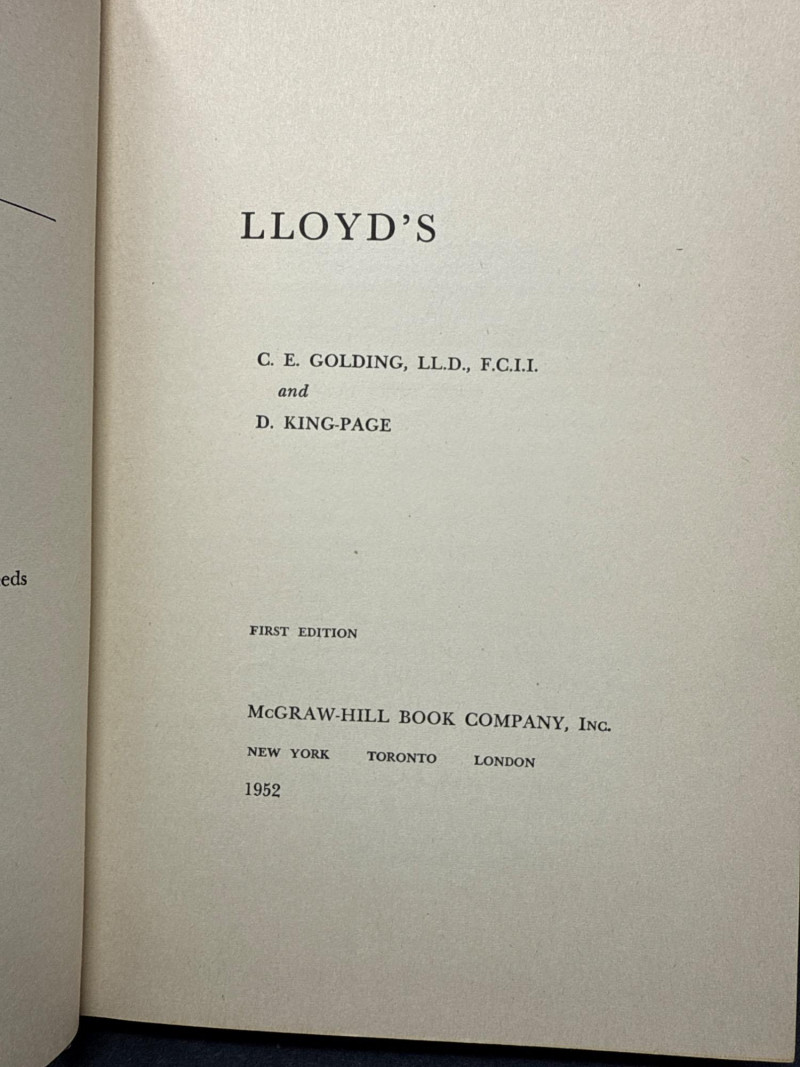 LLOYD'S
C. E. GOLDING, LL.D., F.C.I.I.
and
D. KING-PAGE
eds
FIRST EDITION
McGRAW-HILL BOOK COMPANY, INC.
NEW YORK TORONTO LONDON
1952